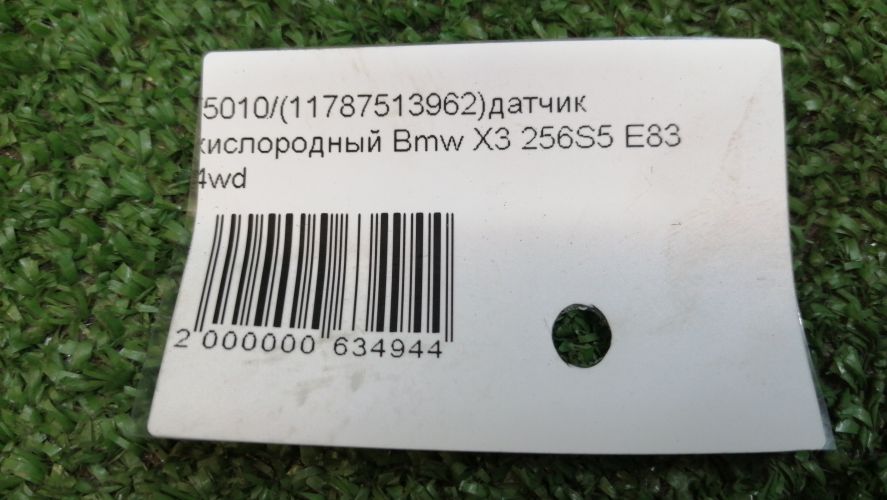 5010/(11787513962)датчик
кислородный Bmw X3 256S5 E83
4wd
2 000000 634944